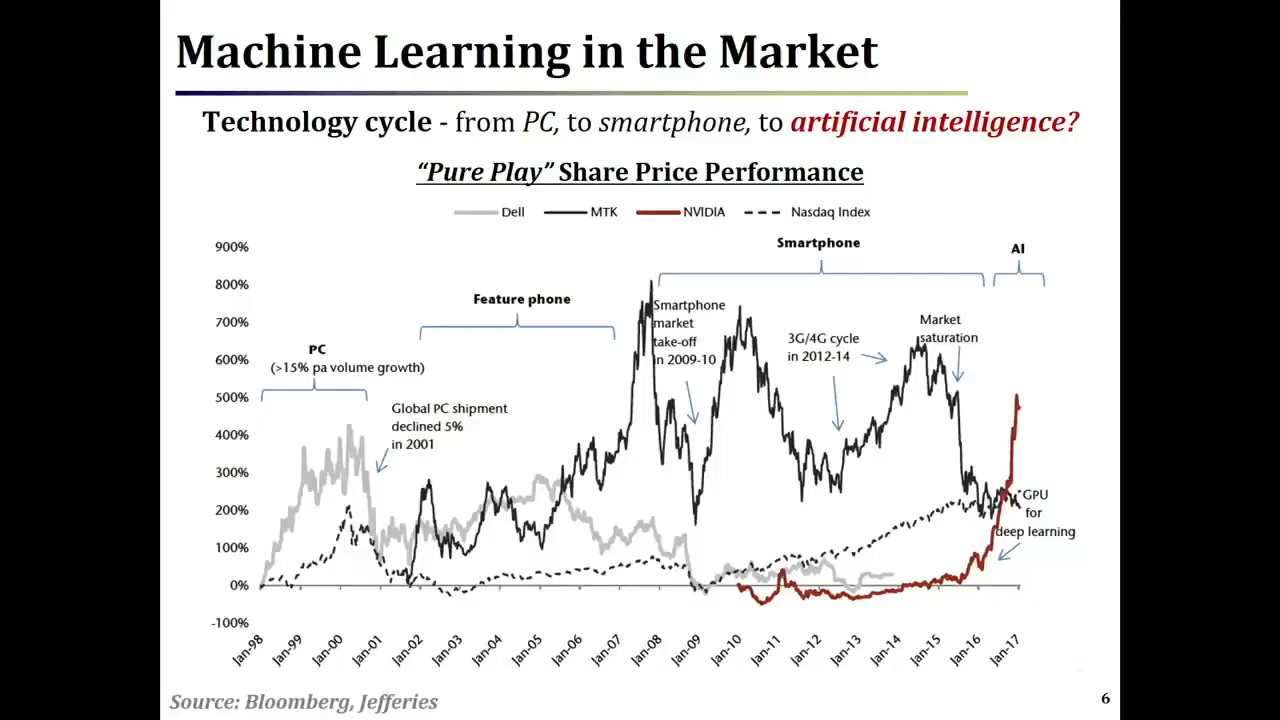 Machine Learning in the Market
Technology cycle - from PC, to smartphone, to artificial intelligence?
“Pure Play” Share Price Performance
Dell MTK NVIDIA Nasdaq Index
900%
800%
700%
600%
500%
400%
300%
200%
100%
0%
-100%
PC
(>15% pa volume growth)
Global PC shipment
declined 5%
in 2001
Feature phone
Smartphone
Smartphone
market
take-off
in 2009-10
3G/4G cycle
in 2012-14
Market
saturation
AI
GPU
for
deep learning
Jan-98 Jan-99 Jan-00 Jan-01 Jan-02 Jan-03 Jan-04 Jan-05 Jan-06 Jan-07 Jan-08 Jan-09 Jan-10 Jan-11 Jan-12 Jan-13 Jan-14 Jan-15 Jan-16 Jan-17
Source: Bloomberg, Jefferies
6